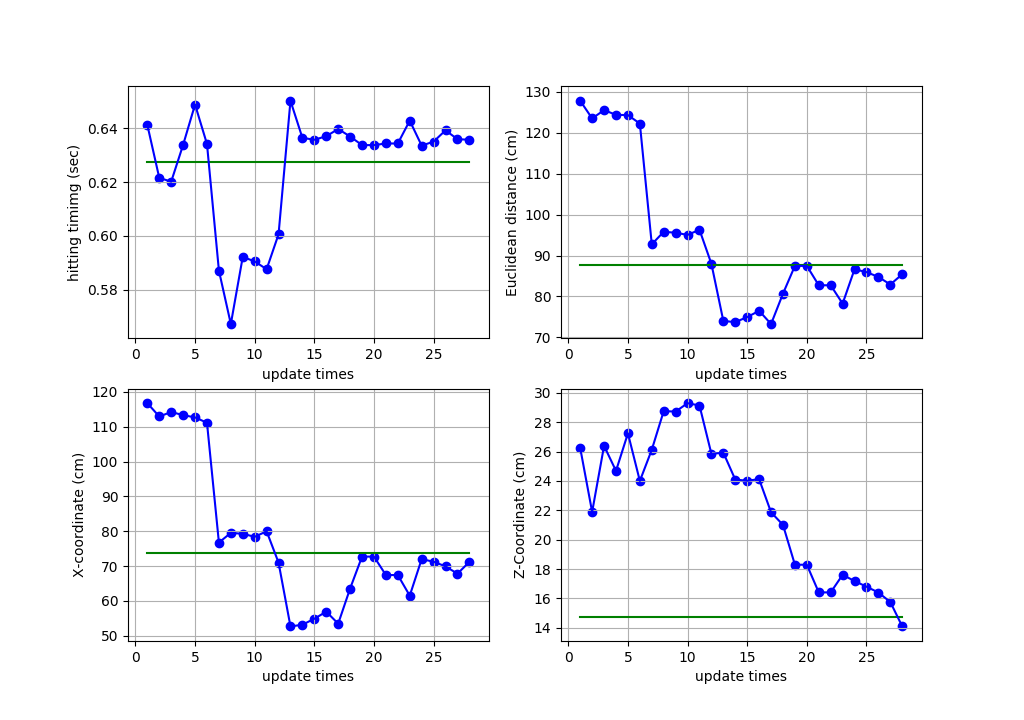 hitting timimg (sec)
0.64
0.62
0.60
0.58
0 5 10 15 20 25
update times
Euclidean distance (cm)
130
120
110
100
90
80
70
0 5 10 15 20 25
update times
X-coordinate (cm)
120
110
100
90
80
70
60
50
0 5 10 15 20 25
update times
Z-Coordinate (cm)
30
28
26
24
22
20
18
16
14
0 5 10 15 20 25
update times